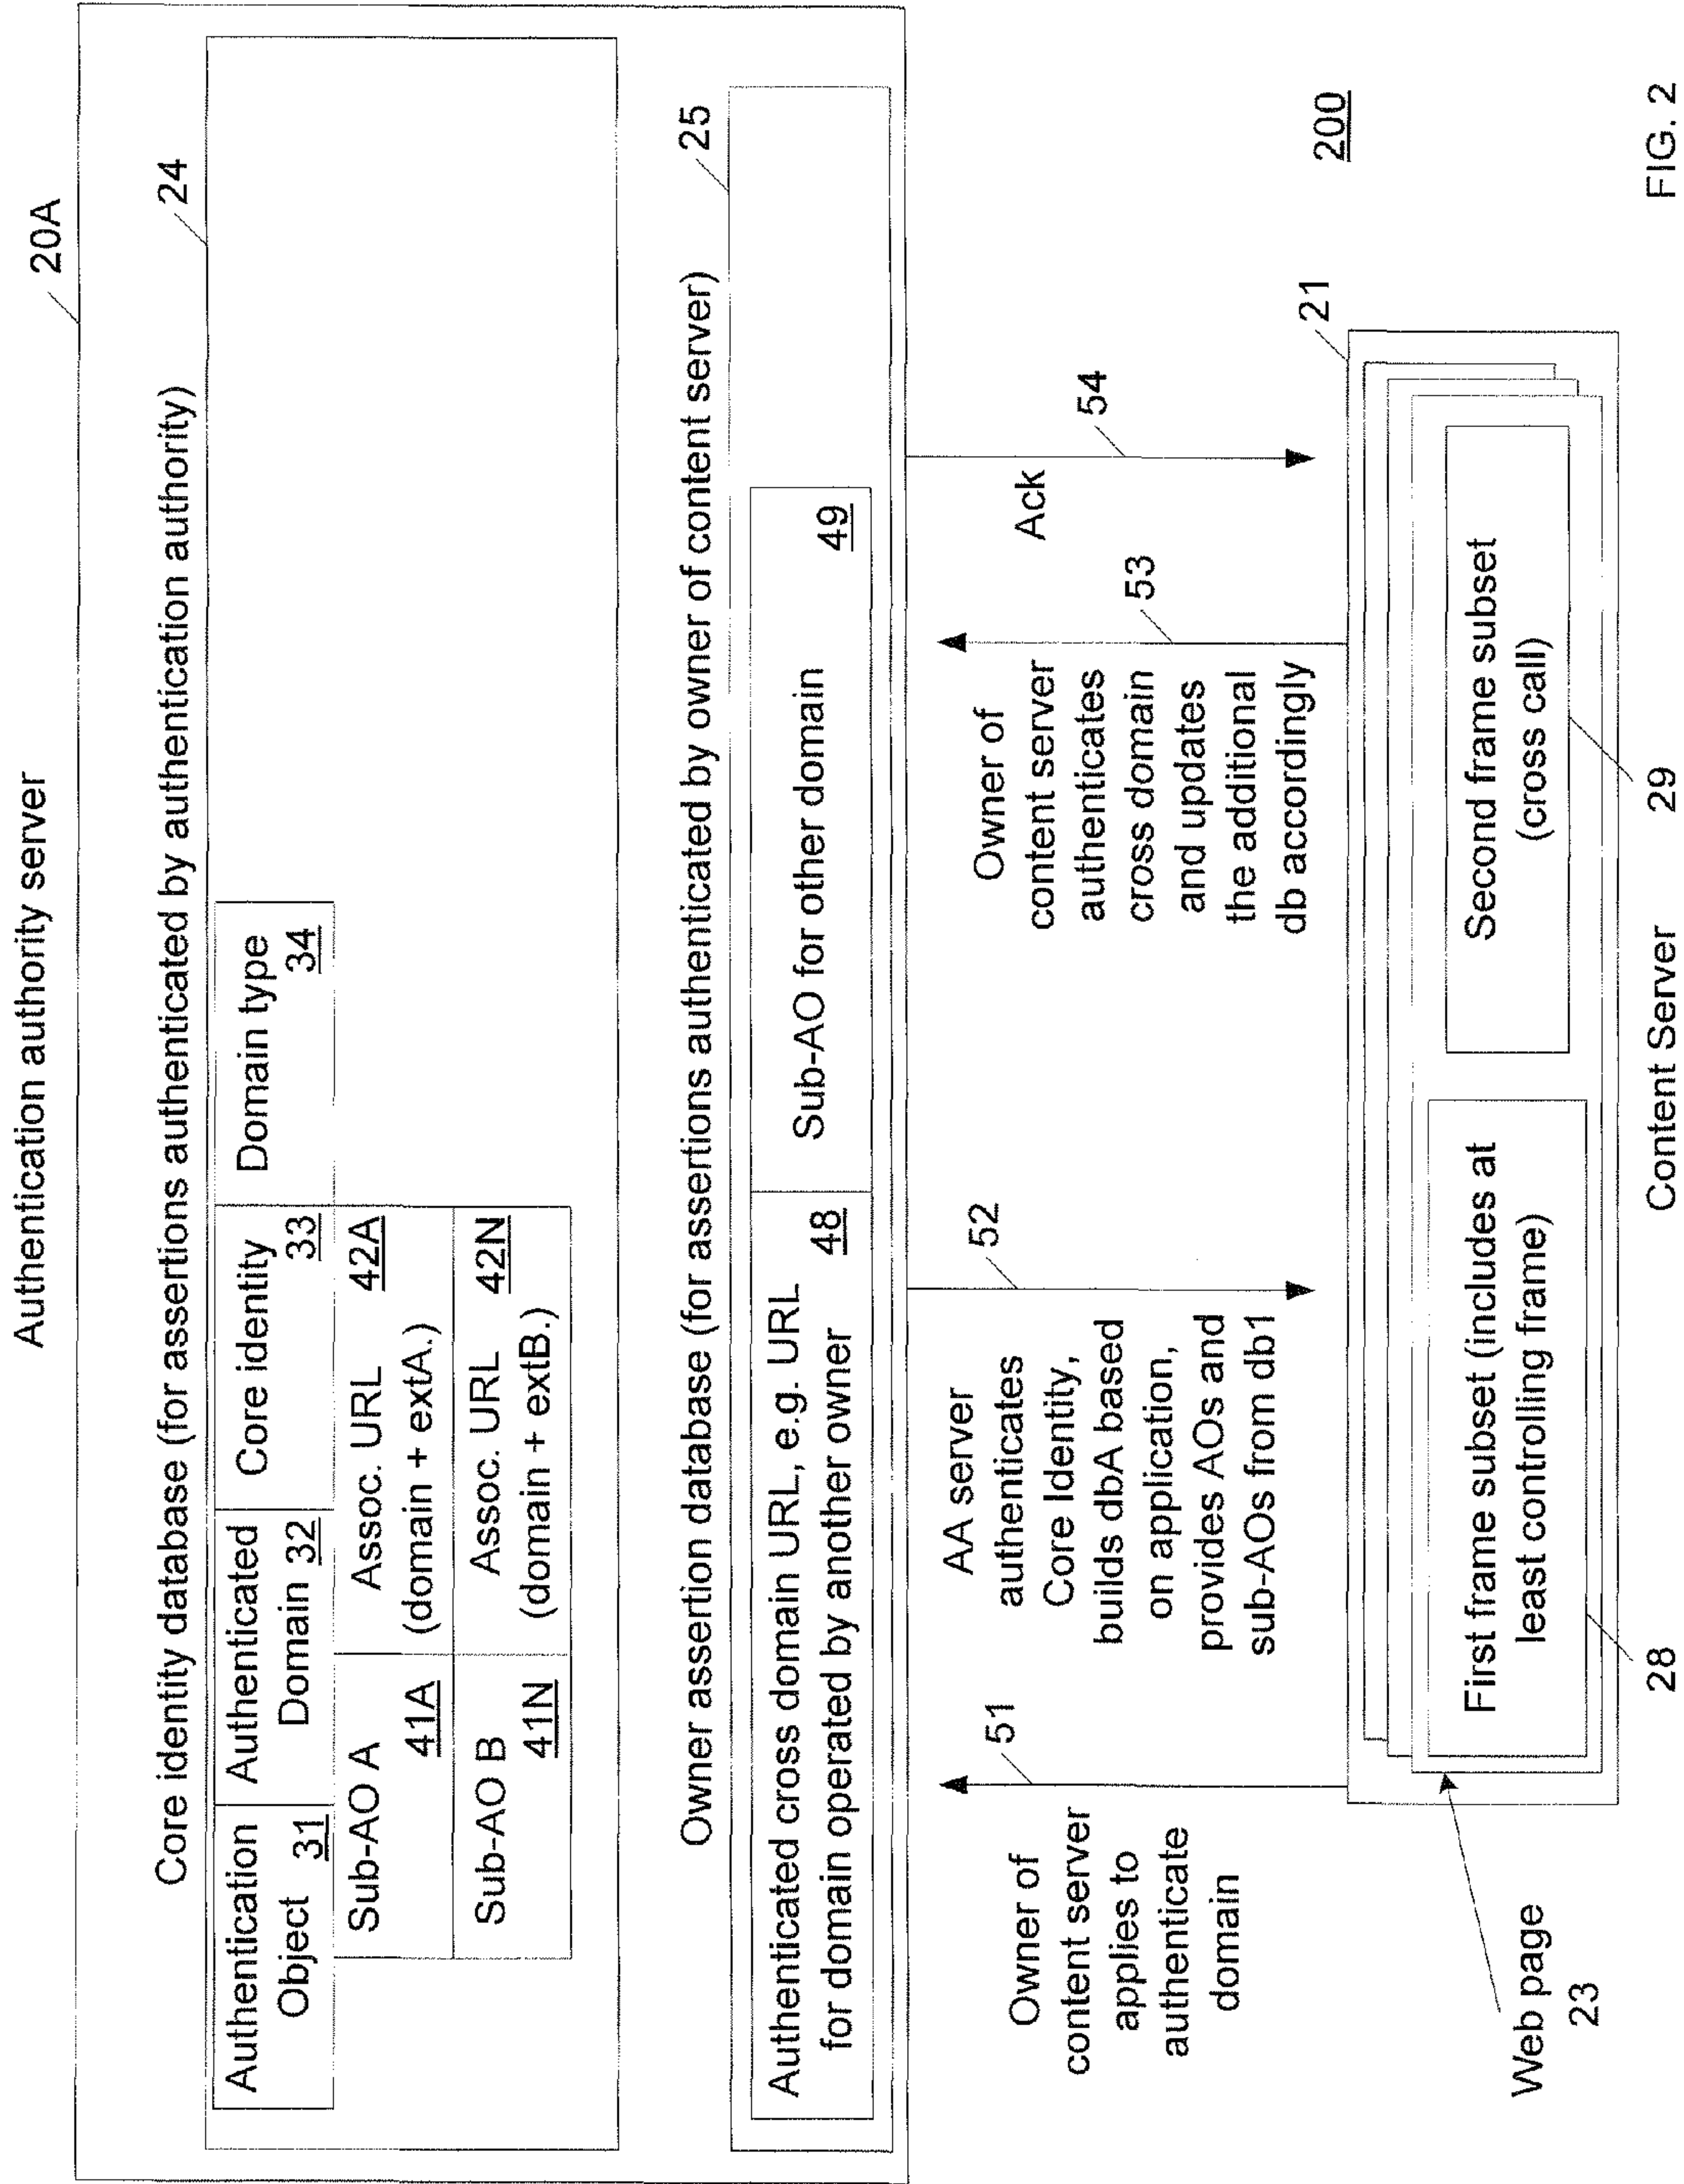 Authentication authority server
20A
Core identity database (for assertions authenticated by authentication authority)
24
Authentication
Object 31
Authenticated
Domain 32
Core identity
33
Domain type
34
Sub-AO A
41A
Assoc. URL 42A
(domain + extA.)
Sub-AO B
41N
Assoc. URL 42N
(domain + extB.)
Owner assertion database (for assertions authenticated by owner of content server)
25
Authenticated cross domain URL, e.g. URL
for domain operated by another owner 48
Sub-AO for other domain
49
Owner of
content server
applies to
authenticate
domain
51
AA server
authenticates
Core Identity,
builds dbA based
on application,
provides AOs and
sub-AOs from db1
52
Owner of
content server
authenticates
cross domain
and updates
the additional
db accordingly
53
Ack
54
200
21
First frame subset (includes at
least controlling frame)
Second frame subset
(cross call)
Web page
23
28
Content Server
29
FIG. 2